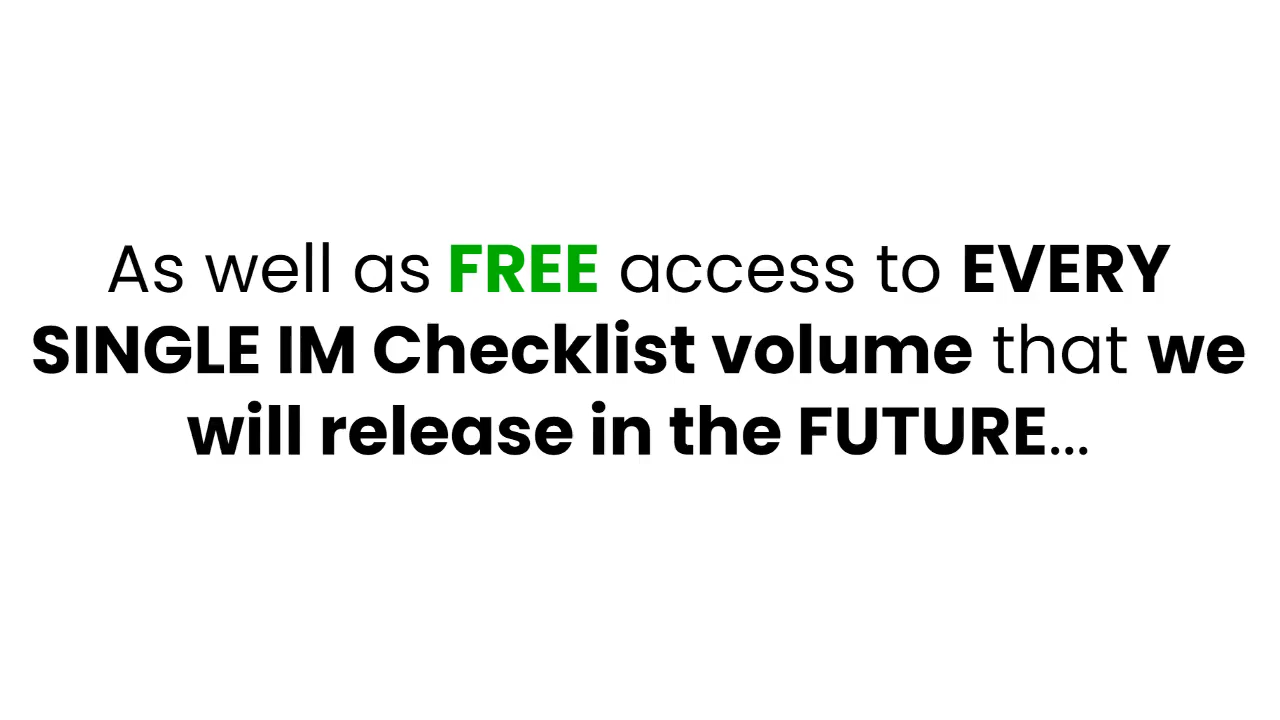 As well as FREE access to EVERY
SINGLE IM Checklist volume that we
will release in the FUTURE...